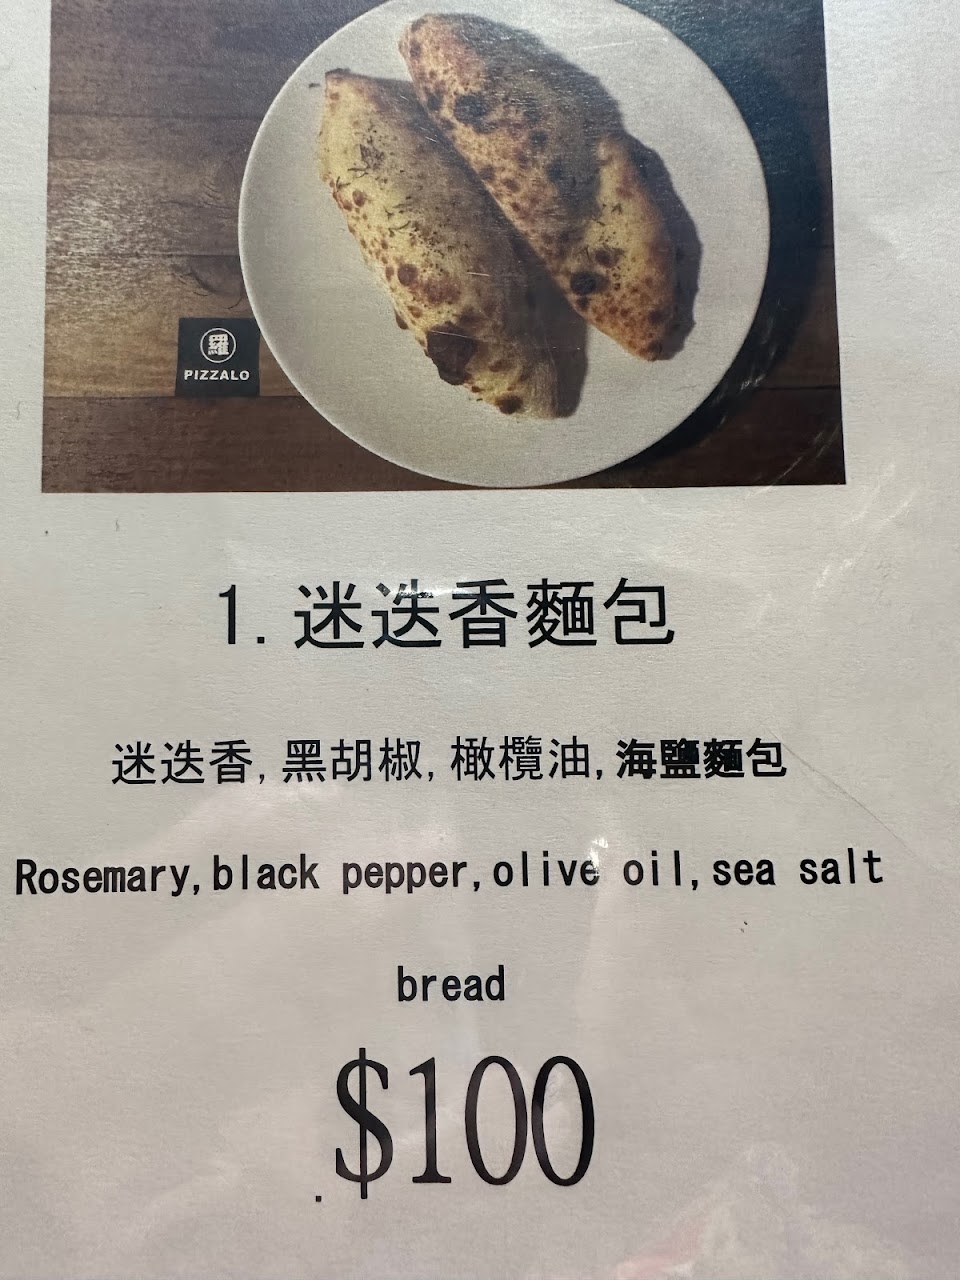 羅
PIZZALO
1. 迷迭香麵包
迷迭香,黑胡椒,橄欖油,海鹽麵包
Rosemary,black pepper,olive oil,sea salt
bread
$100